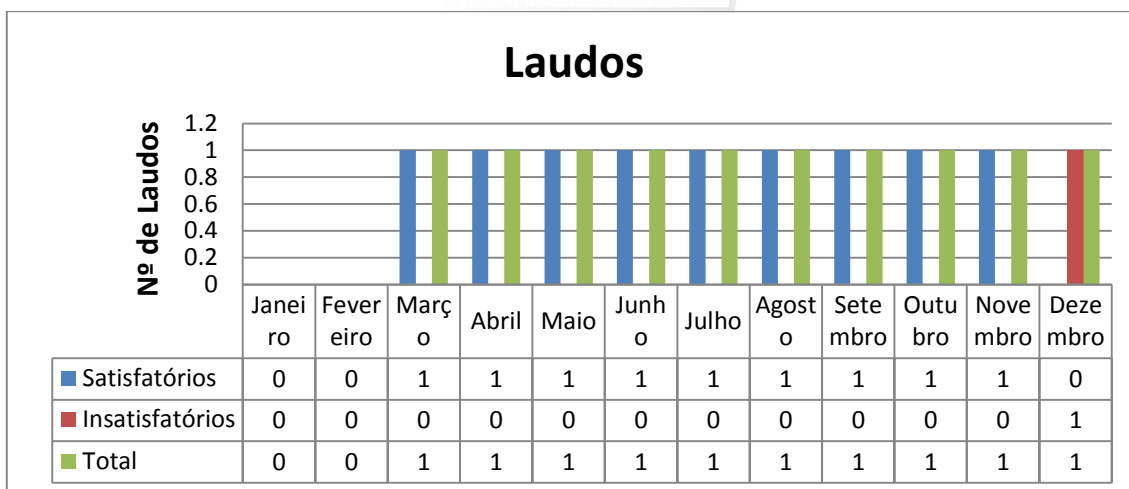 Laudos
Nº de Laudos
1.2
1
0.8
0.6
0.4
0.2
0
Janei
ro
Fever
eiro
Març
o
Abril
Maio
Junh
o
Julho
Agost
o
Sete
mbro
Outu
bro
Nove
mbro
Deze
mbro
Satisfatórios 0 0 1 1 1 1 1 1 1 1 1 0
Insatisfatórios 0 0 0 0 0 0 0 0 0 0 0 1
Total 0 0 1 1 1 1 1 1 1 1 1 1